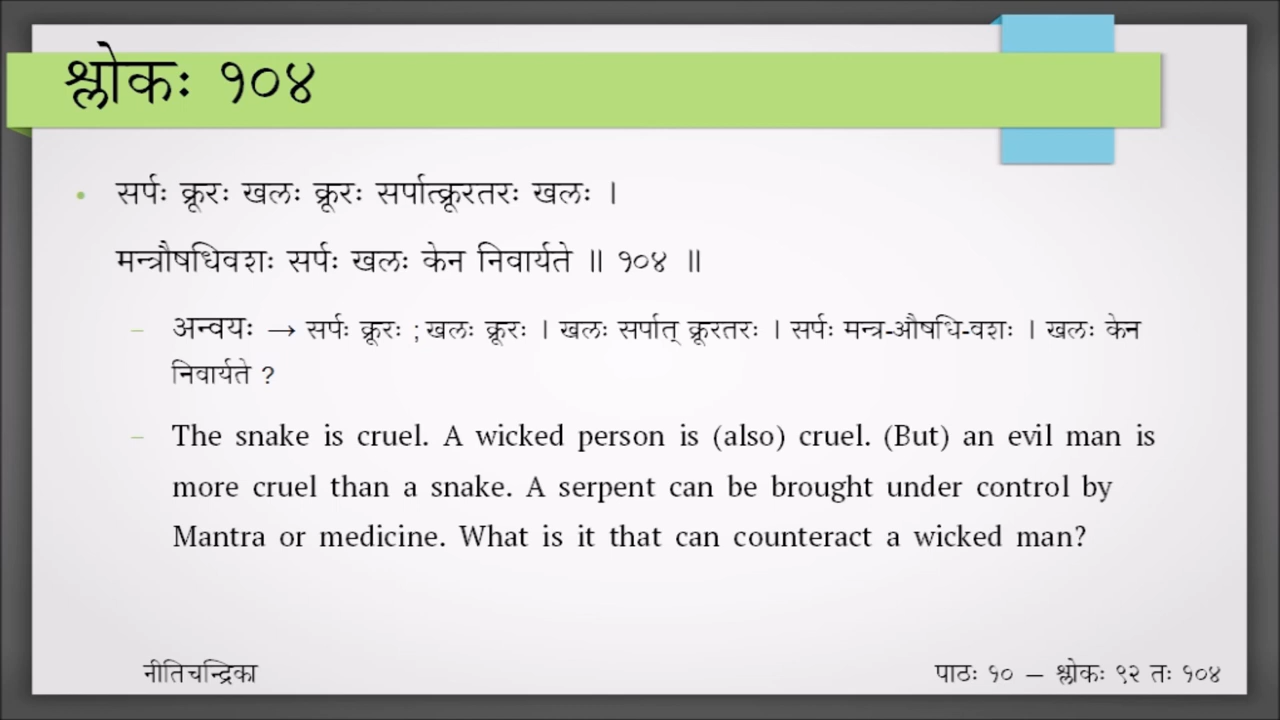 श्लोकः १०४
• सर्पः क्रूरः खलः क्रूरः सर्पात्क्रूरतरः खलः ।
मन्त्रौषधिवशः सर्पः खलः केन निवार्यते ॥ १०४ ॥
– अन्वयः → सर्पः क्रूरः ; खलः क्रूरः । खलः सर्पात् क्रूरतरः । सर्पः मन्त्र-औषधि-वशः । खलः केन
निवार्यते ?
– The snake is cruel. A wicked person is (also) cruel. (But) an evil man is
more cruel than a snake. A serpent can be brought under control by
Mantra or medicine. What is it that can counteract a wicked man?
नीतिचन्द्रिका
पाठः १० – श्लोकः ९२ तः १०४